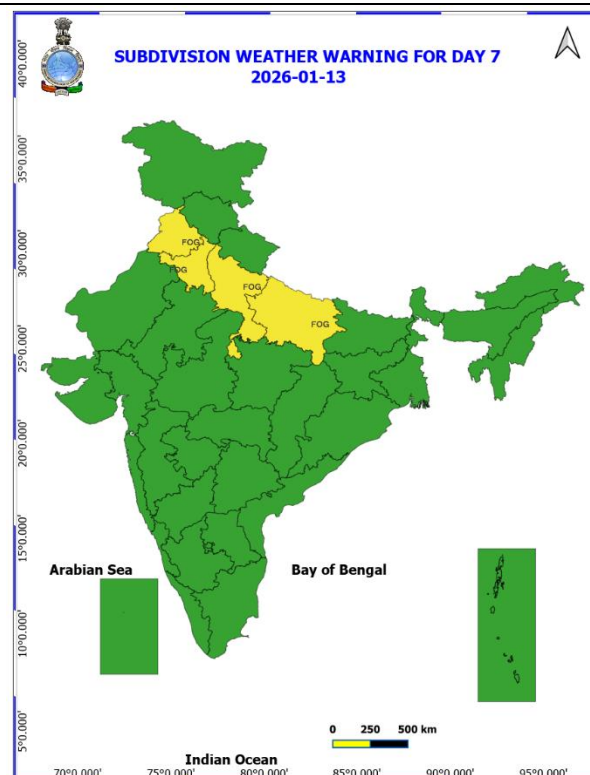 SUBDIVISION WEATHER WARNING FOR DAY 7
2026-01-13
40°0.000'
35°0.000'
30°0.000'
25°0.000'
20°0.000'
15°0.000'
10°0.000'
5°0.000'
FOG
FOG
FOG
FOG
Arabian Sea
Bay of Bengal
0 250 500 km
Indian Ocean
70°0.000' 75°0.000' 80°0.000' 85°0.000' 90°0.000' 95°0.000'